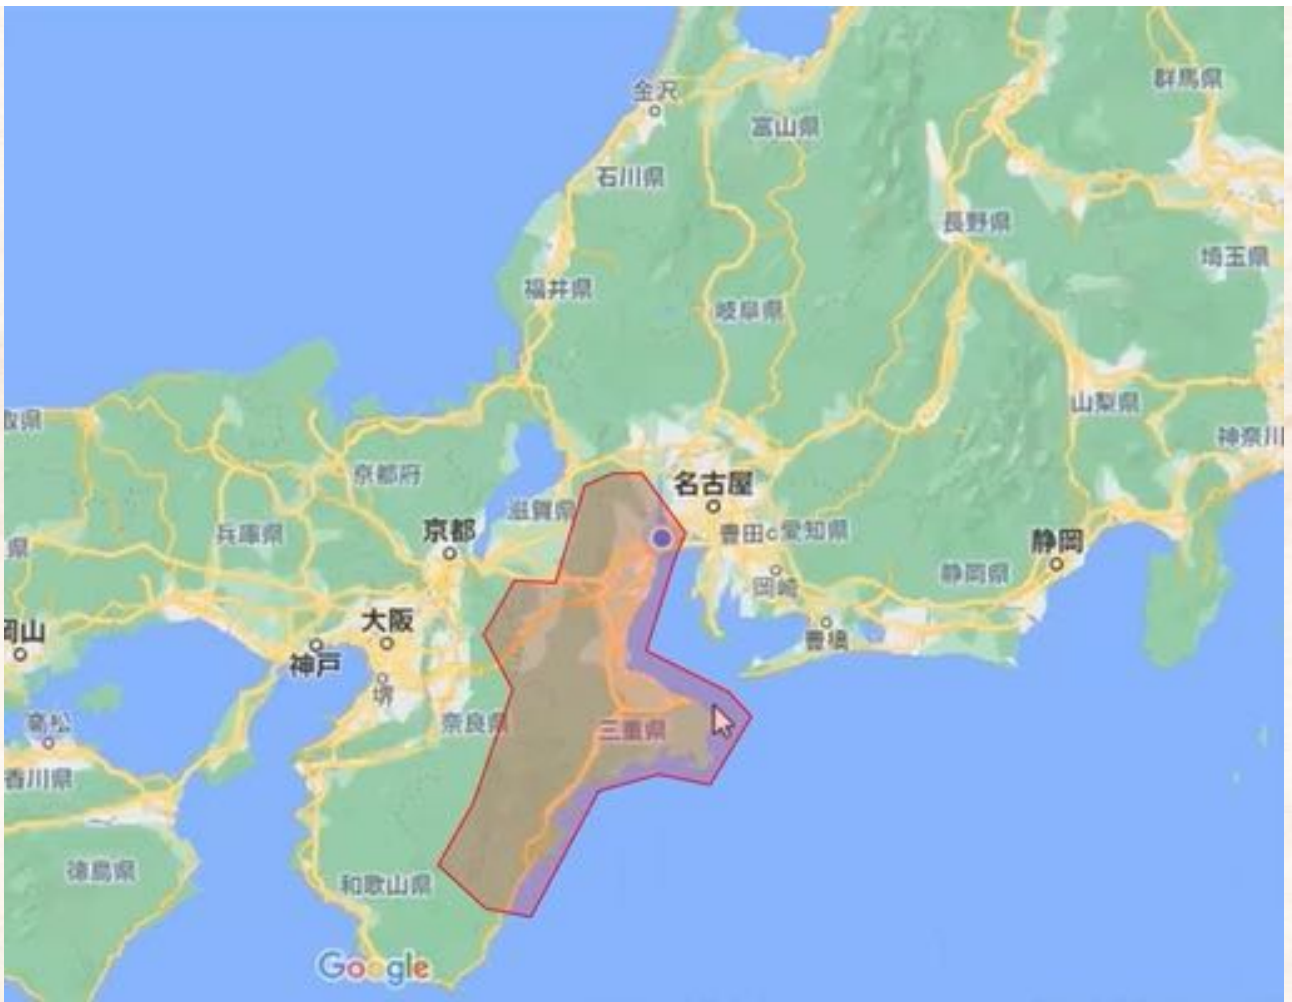 金沢
群馬県
富山県
石川県
長野県
埼玉県
福井県
岐阜県
山梨県
神奈川
京都府
名古屋
滋賀県
兵庫県
京都
豊田
愛知県
静岡
岡崎
静岡県
岡山
大阪
神戸
豊橋
堺
高松
奈良県
三重県
香川県
徳島県
和歌山県
Google